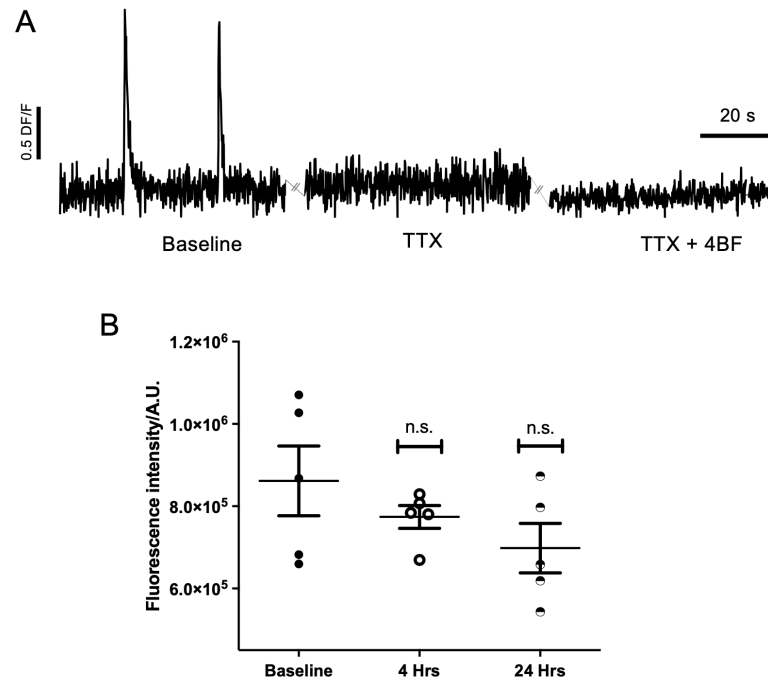 A
0.5 DF/F
20 s
Baseline
TTX
TTX + 4BF
B
Fluorescence intensity/A.U.
1.2×10⁶
1.0×10⁶
8.0×10⁵
6.0×10⁵
n.s.
n.s.
Baseline
4 Hrs
24 Hrs